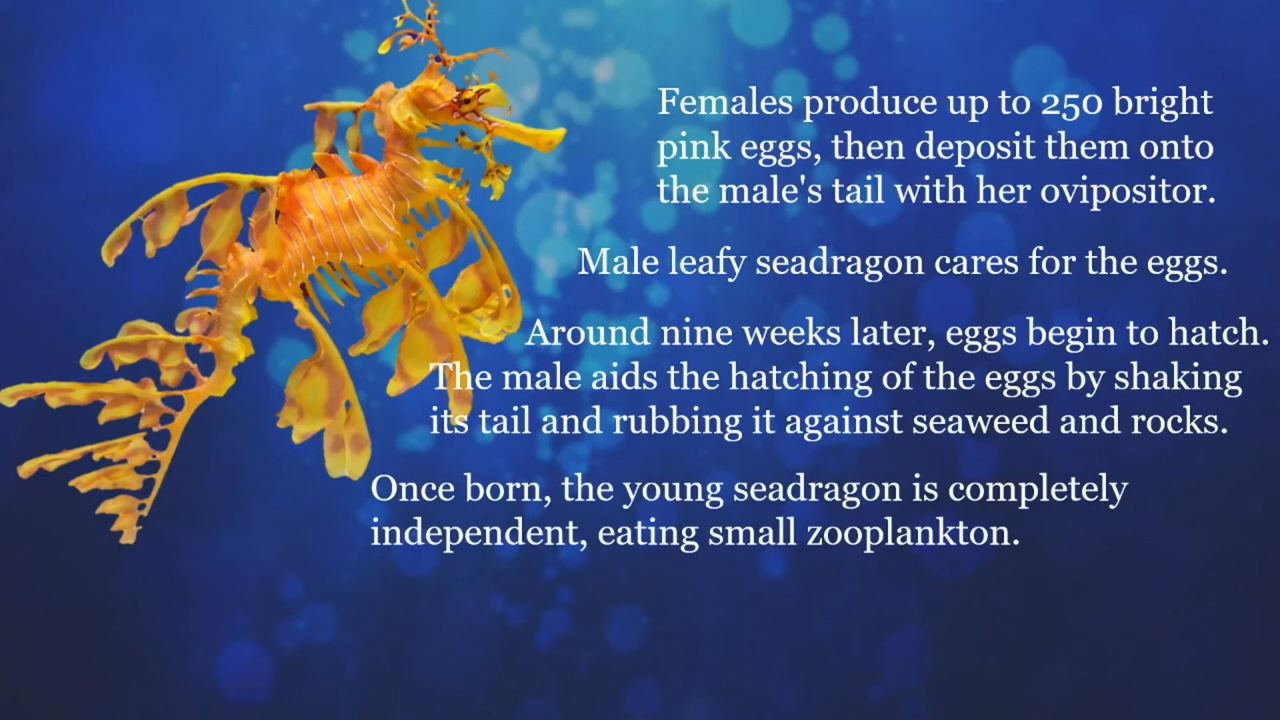 Females produce up to 250 bright
pink eggs, then deposit them onto
the male's tail with her ovipositor.
Male leafy seadragon cares for the eggs.
Around nine weeks later, eggs begin to hatch.
The male aids the hatching of the eggs by shaking
its tail and rubbing it against seaweed and rocks.
Once born, the young seadragon is completely
independent, eating small zooplankton.